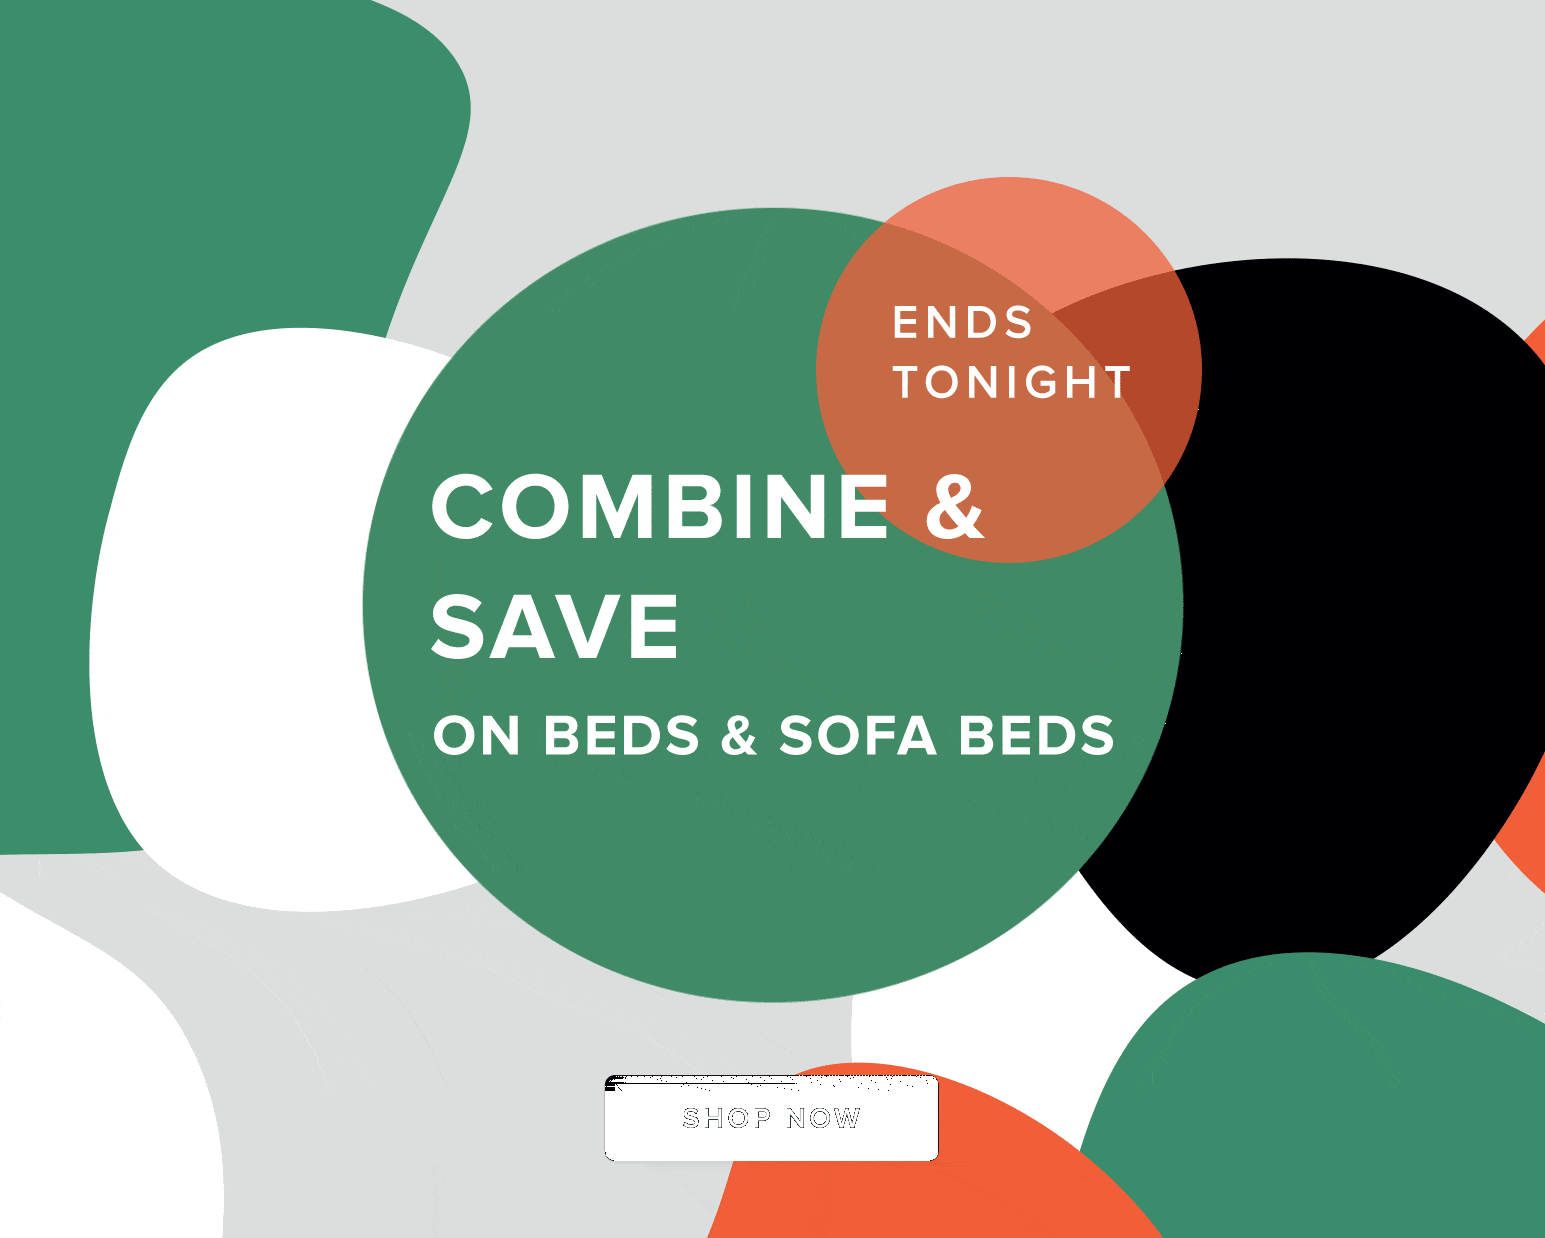 ENDS
TONIGHT
COMBINE &
SAVE
ON BEDS & SOFA BEDS
SHOP NOW